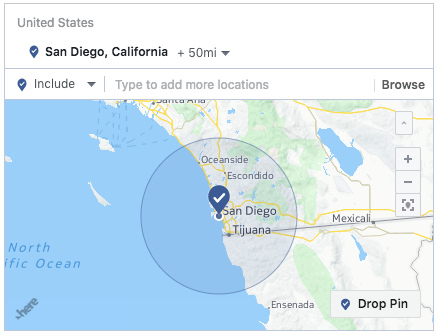 United States
San Diego, California + 50mi
Include Type to add more locations Browse
Santa Ana
Oceanside
Escondido
San Diego
Tijuana
Mexicali
North
ific Ocean
Ensenada
Drop Pin
here